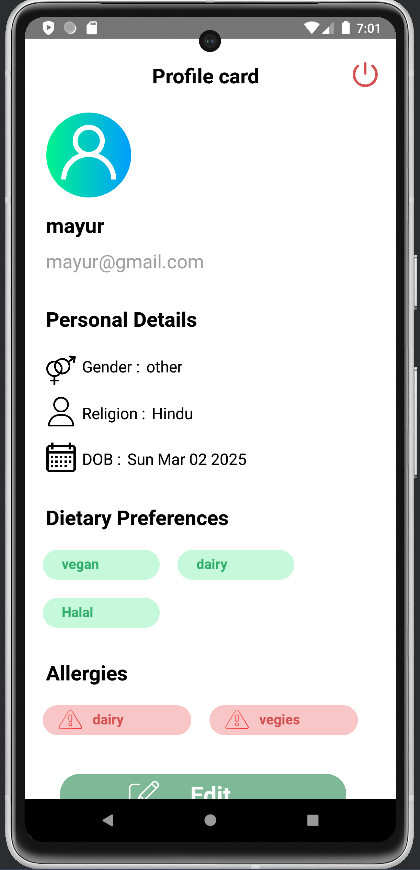 7:01
Profile card
mayur
mayur@gmail.com
Personal Details
Gender : other
Religion : Hindu
DOB : Sun Mar 02 2025
Dietary Preferences
vegan dairy
Halal
Allergies
dairy vegies
Edit